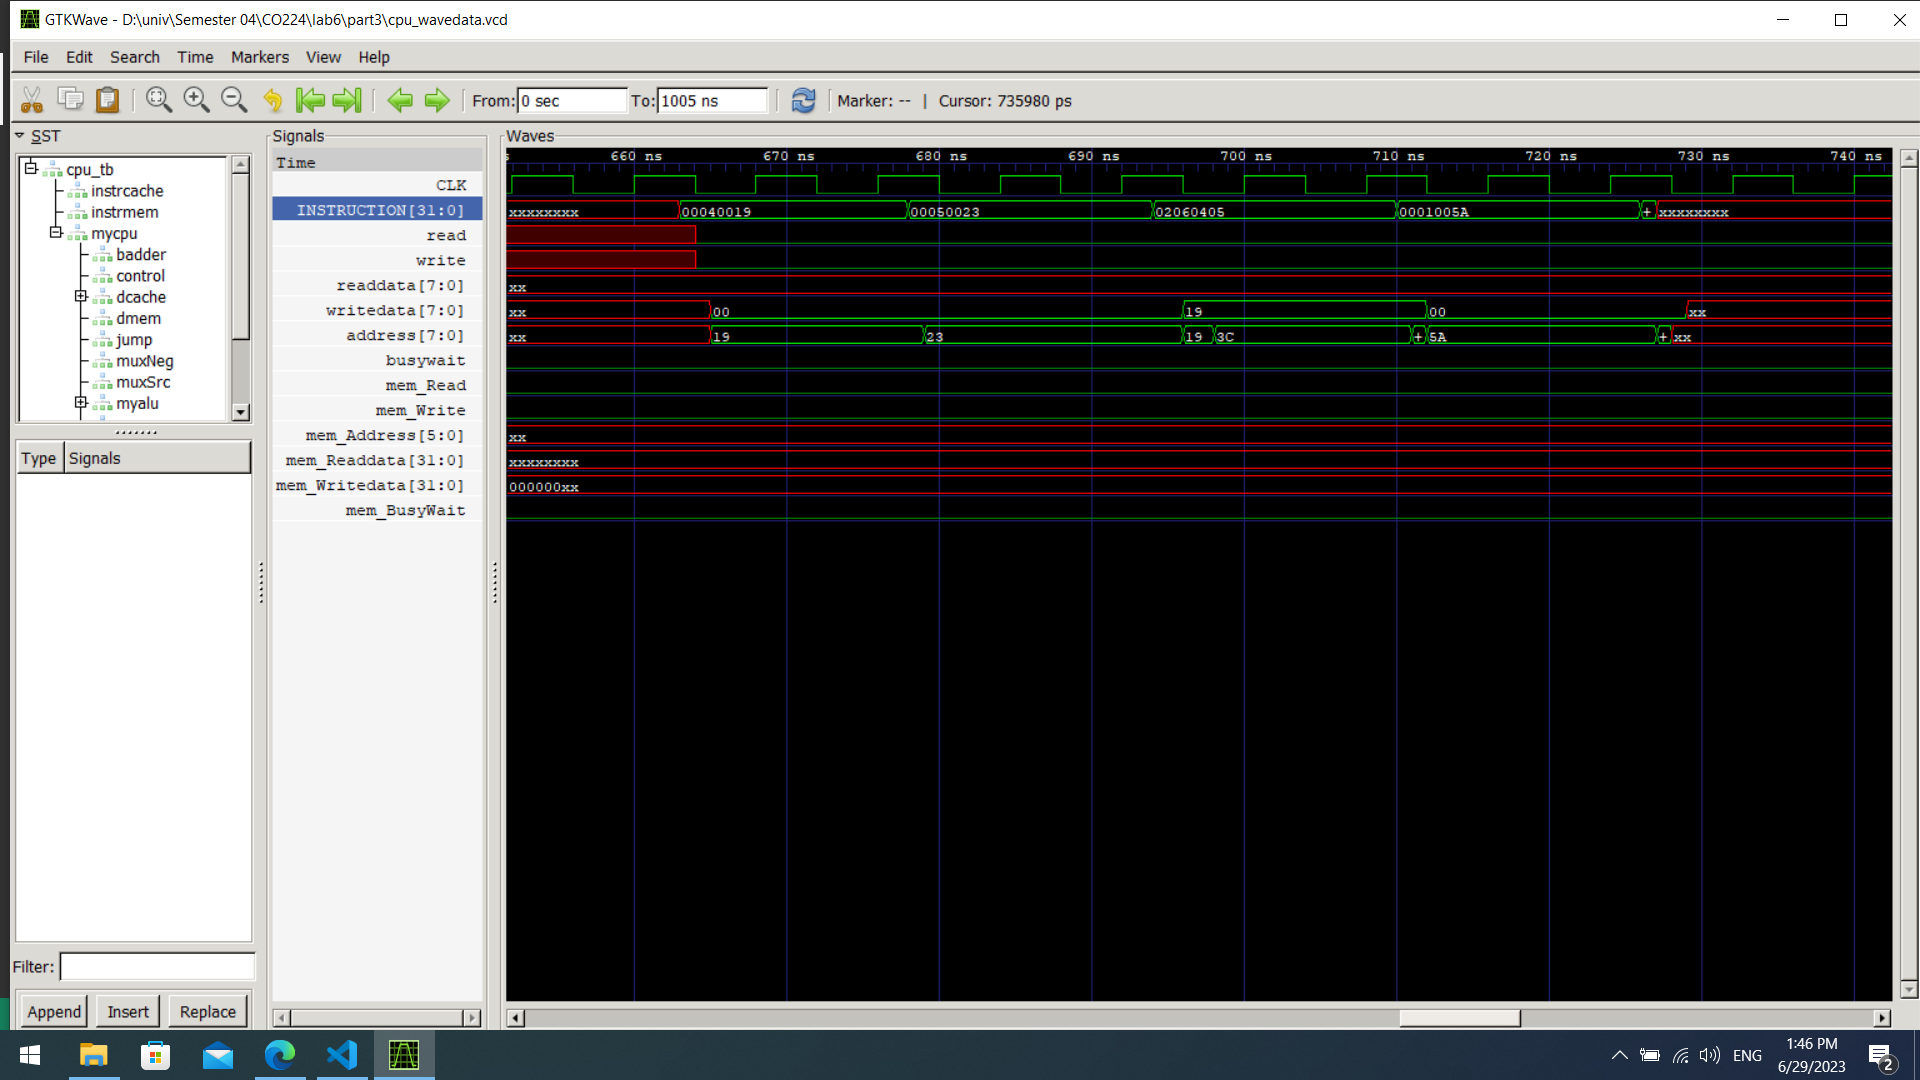 GTKWave - D:\univ\Semester 04\CO224\lab6\part3\cpu_wavedata.vcd
File Edit Search Time Markers View Help
From: 0 sec To: 1005 ns Marker: -- | Cursor: 735980 ps
SST
cpu_tb
instrcache
instrmem
mycpu
badder
control
dcache
dmem
jump
muxNeg
muxSrc
myalu
Type Signals
Filter:
Append Insert Replace
Signals
Time
CLK
INSTRUCTION[31:0]
read
write
readdata[7:0]
writedata[7:0]
address[7:0]
busywait
mem_Read
mem_Write
mem_Address[5:0]
mem_Readdata[31:0]
mem_Writedata[31:0]
mem_BusyWait
Waves
s 660 ns 670 ns 680 ns 690 ns 700 ns 710 ns 720 ns 730 ns 740 ns
xxxxxxxx 00040019 00050023 02060405 0001005A + xxxxxxxx
xx
xx 00 19 00 xx
xx 19 23 19 3C + 5A + xx
xx
xxxxxxxx
000000xx
ENG
1:46 PM
6/29/2023
2